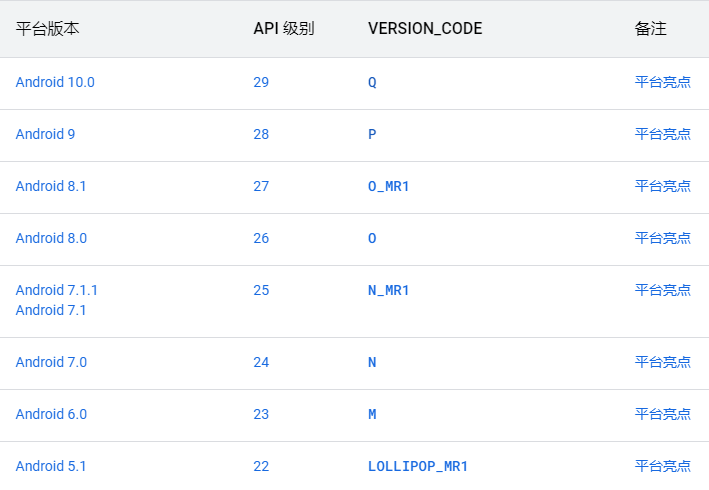 平台版本 API 级别 VERSION_CODE 备注
Android 10.0 29 Q 平台亮点
Android 9 28 P 平台亮点
Android 8.1 27 O_MR1 平台亮点
Android 8.0 26 O 平台亮点
Android 7.1.1 25 N_MR1 平台亮点
Android 7.1
Android 7.0 24 N 平台亮点
Android 6.0 23 M 平台亮点
Android 5.1 22 LOLLIPOP_MR1 平台亮点